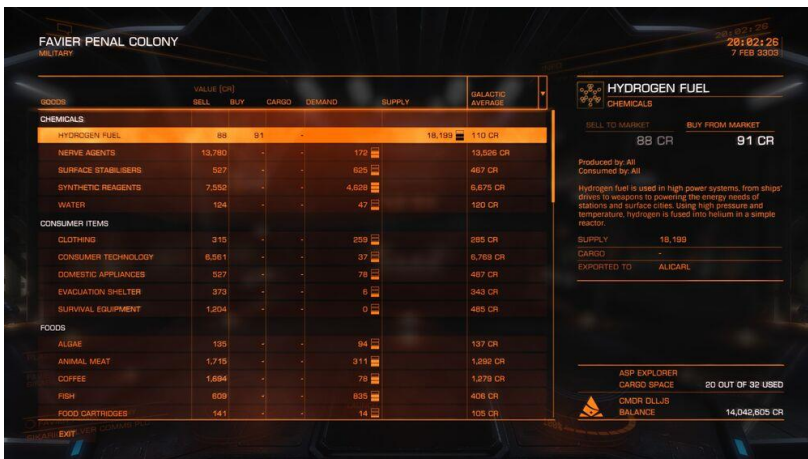 FAVIER PENAL COLONY
MILITARY
20:02:26
7 FEB 3303
VALUE [CR]
GOODS SELL BUY CARGO DEMAND SUPPLY GALACTIC AVERAGE
CHEMICALS
HYDROGEN FUEL 88 91 - 18,199 110 CR
NERVE AGENTS 13,780 - - 172 13,526 CR
SURFACE STABILISERS 527 - - 625 467 CR
SYNTHETIC REAGENTS 7,552 - - 4,628 6,675 CR
WATER 124 - - 47 120 CR
CONSUMER ITEMS
CLOTHING 315 - - 259 285 CR
CONSUMER TECHNOLOGY 6,561 - - 37 6,769 CR
DOMESTIC APPLIANCES 527 - - 78 487 CR
EVACUATION SHELTER 373 - - 6 343 CR
SURVIVAL EQUIPMENT 1,204 - - 0 485 CR
FOODS
ALGAE 135 - - 94 137 CR
ANIMAL MEAT 1,715 - - 311 1,292 CR
COFFEE 1,694 - - 78 1,279 CR
FISH 609 - - 835 406 CR
FOOD CARTRIDGES 141 - - 14 105 CR
EXIT
HYDROGEN FUEL
CHEMICALS
SELL TO MARKET BUY FROM MARKET
88 CR 91 CR
Produced by: All
Consumed by: All
Hydrogen fuel is used in high power systems, from ships'
drives to weapons to powering the energy needs of
stations and surface cities. Using high pressure and
temperature, hydrogen is fused into helium in a simple
reactor.
SUPPLY 18,199
CARGO -
EXPORTED TO ALICARL
ASP EXPLORER
CARGO SPACE 20 OUT OF 32 USED
CMDR DLLJS
BALANCE 14,042,605 CR